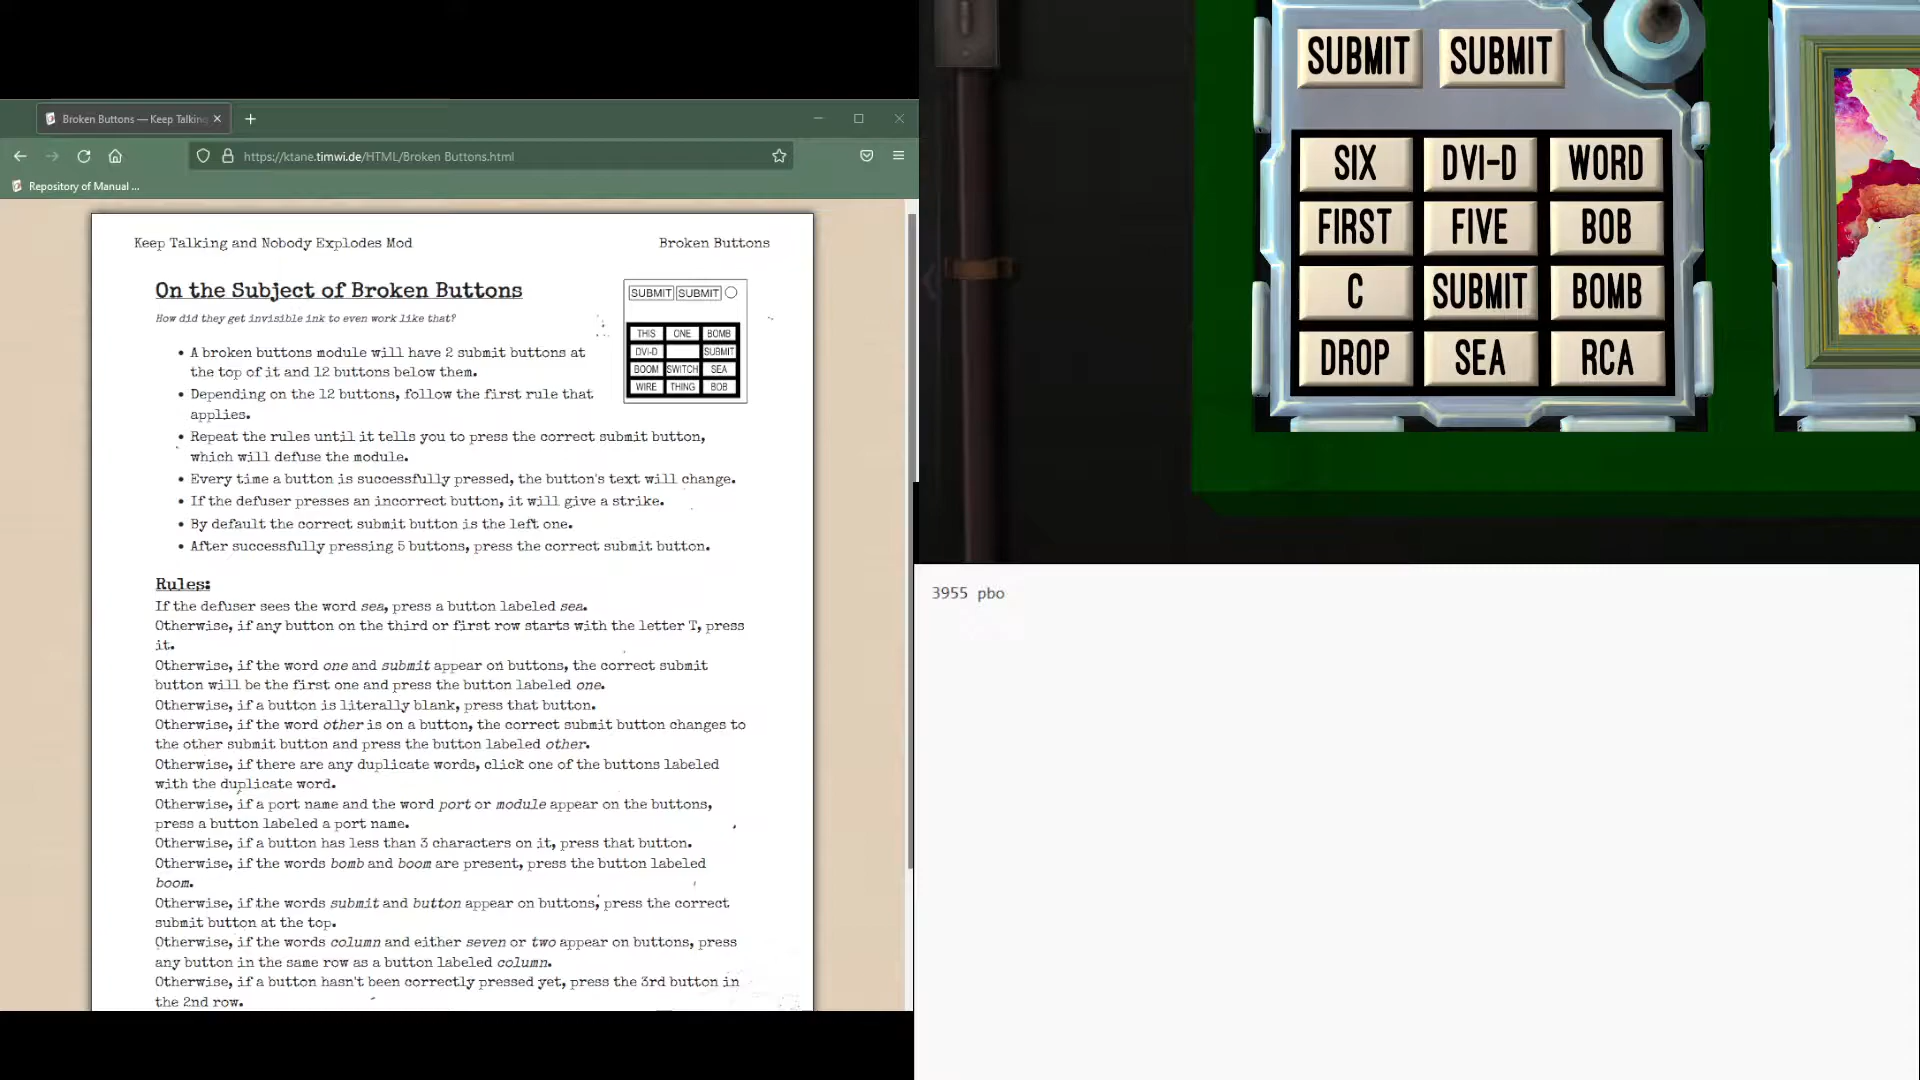 Broken Buttons — Keep Talking
https://ktane.timwi.de/HTML/Broken Buttons.html
Repository of Manual ...
Keep Talking and Nobody Explodes Mod
Broken Buttons
On the Subject of Broken Buttons
How did they get invisible ink to even work like that?
SUBMIT SUBMIT
THIS ONE BOMB
DVI-D SUBMIT
BOOM SWITCH SEA
WIRE THING BOB
• A broken buttons module will have 2 submit buttons at
the top of it and 12 buttons below them.
• Depending on the 12 buttons, follow the first rule that
applies.
• Repeat the rules until it tells you to press the correct submit button,
which will defuse the module.
• Every time a button is successfully pressed, the button's text will change.
• If the defuser presses an incorrect button, it will give a strike.
• By default the correct submit button is the left one.
• After successfully pressing 5 buttons, press the correct submit button.
Rules:
If the defuser sees the word sea, press a button labeled sea.
Otherwise, if any button on the third or first row starts with the letter T, press
it.
Otherwise, if the word one and submit appear on buttons, the correct submit
button will be the first one and press the button labeled one.
Otherwise, if a button is literally blank, press that button.
Otherwise, if the word other is on a button, the correct submit button changes to
the other submit button and press the button labeled other.
Otherwise, if there are any duplicate words, click one of the buttons labeled
with the duplicate word.
Otherwise, if a port name and the word port or module appear on the buttons,
press a button labeled a port name.
Otherwise, if a button has less than 3 characters on it, press that button.
Otherwise, if the words bomb and boom are present, press the button labeled
boom.
Otherwise, if the words submit and button appear on buttons, press the correct
submit button at the top.
Otherwise, if the words column and either seven or two appear on buttons, press
any button in the same row as a button labeled column.
Otherwise, if a button hasn't been correctly pressed yet, press the 3rd button in
the 2nd row.
SUBMIT SUBMIT
SIX DVI-D WORD
FIRST FIVE BOB
C SUBMIT BOMB
DROP SEA RCA
3955 pbo